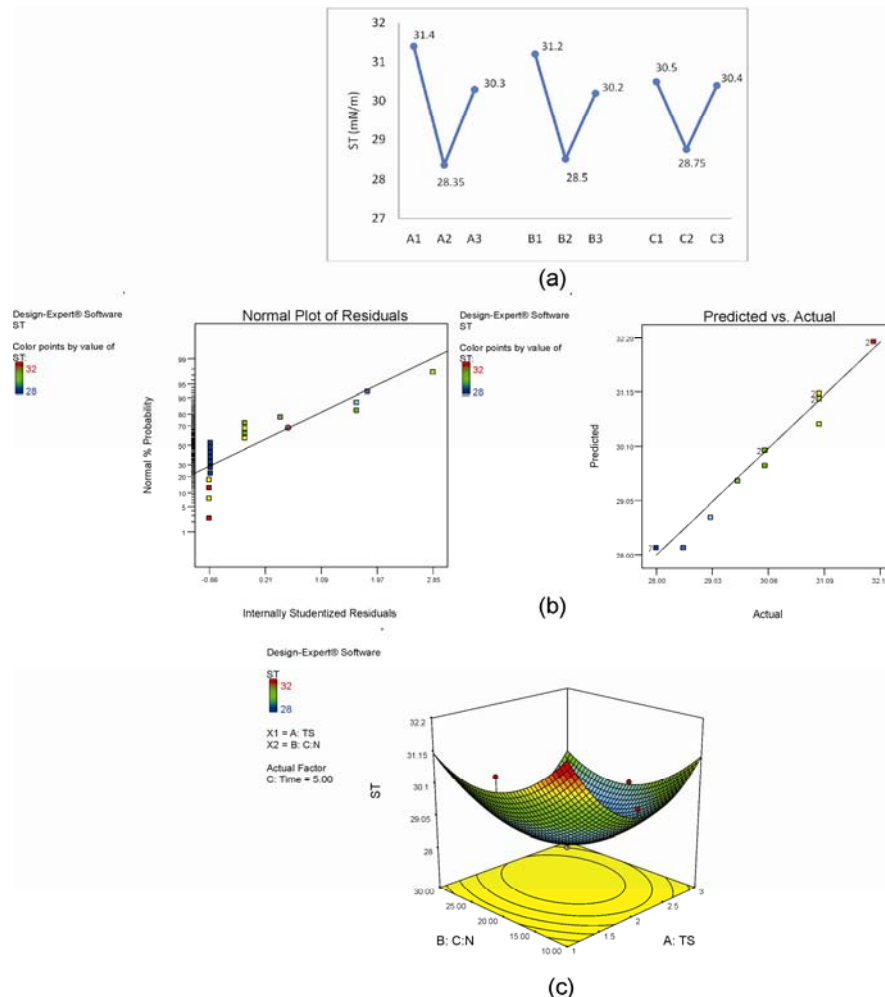 32
31
30
29
28
27
ST (mN/m)
31.4
28.35
30.3
31.2
28.5
30.2
30.5
28.75
30.4
A1 A2 A3 B1 B2 B3 C1 C2 C3
(a)
Design-Expert® Software
ST
Color points by value of
ST:
32
28
Normal Plot of Residuals
Normal % Probability
99
95
90
80
70
50
30
20
10
5
1
-0.66 0.21 1.09 1.97 2.85
Internally Studentized Residuals
Design-Expert® Software
ST
Color points by value of
ST:
32
28
Predicted vs. Actual
Predicted
32.20
31.15
30.10
29.05
28.00
2
2
2
2
7
28.00 29.03 30.06 31.09 32.1
Actual
(b)
Design-Expert® Software
ST
32
28
X1 = A: TS
X2 = B: C:N
Actual Factor
C: Time = 5.00
ST
32.2
31.15
30.1
29.05
28
30.00
25.00
20.00
15.00
10.00
1
1.5
2
2.5
3
B: C:N
A: TS
(c)